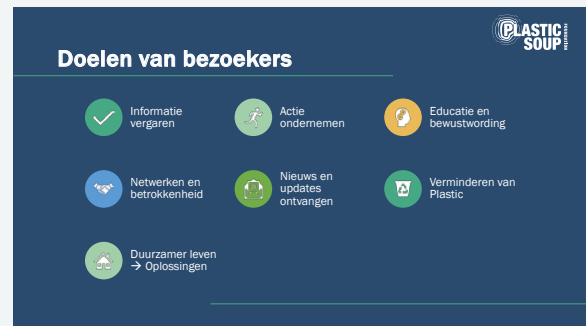 PLASTIC
SOUP
Doelen van bezoekers
Informatie
vergaren
Actie
ondernemen
Educatie en
bewustwording
Netwerken en
betrokkenheid
Nieuws en
updates
ontvangen
Verminderen van
Plastic
Duurzamer leven
→ Oplossingen